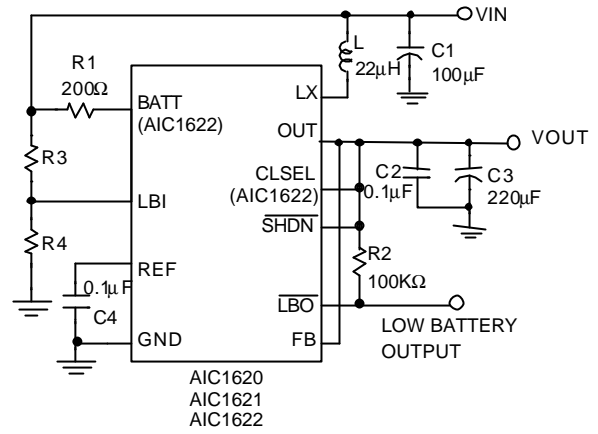 VIN
R1
200Ω
L
22μH
C1
100μF
BATT
(AIC1622)
LX
OUT
VOUT
R3
CLSEL
(AIC1622)
C2
0.1μF
C3
220μF
LBI
SHDN
R4
R2
100KΩ
REF
0.1μF
C4
LBO
LOW BATTERY
OUTPUT
GND
FB
AIC1620
AIC1621
AIC1622